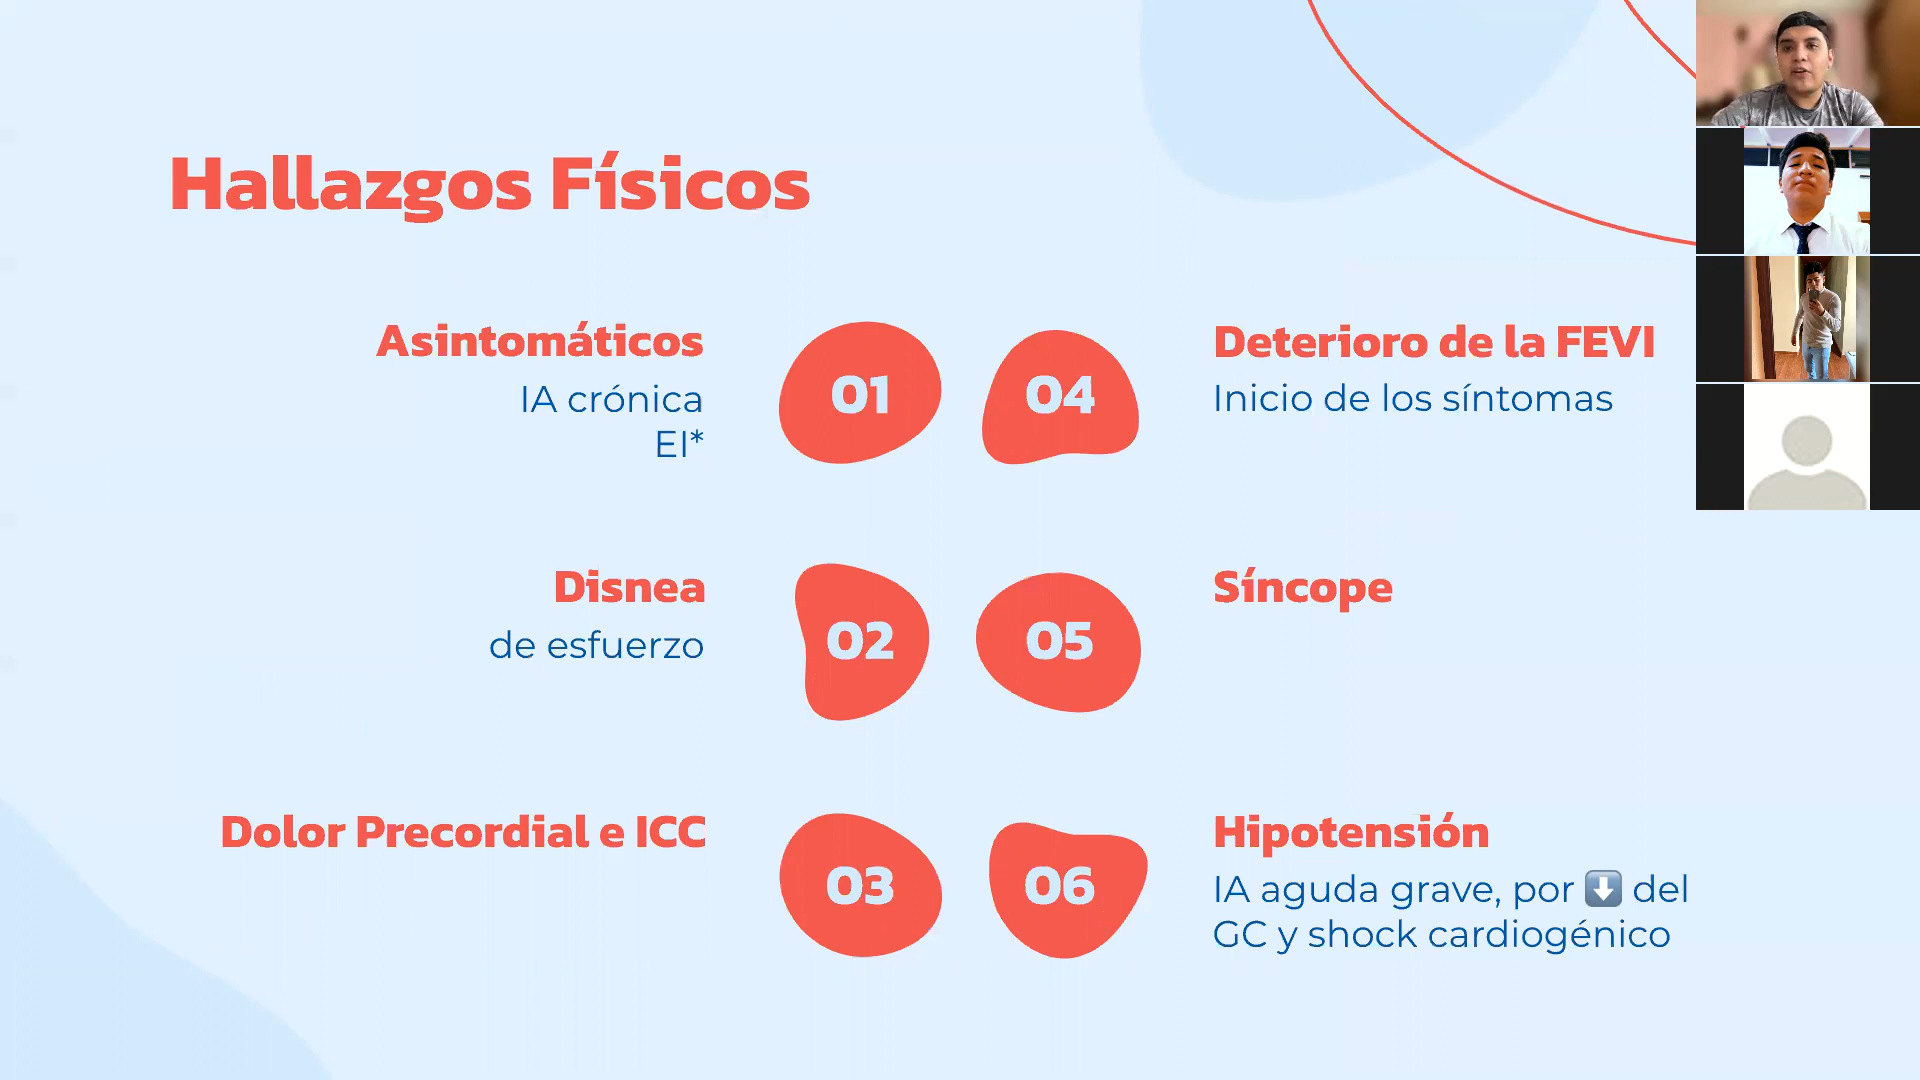 Hallazgos Físicos
Asintomáticos
IA crónica
EI*
01
Disnea
de esfuerzo
02
Dolor Precordial e ICC
03
04
Deterioro de la FEVI
Inicio de los síntomas
05
Síncope
06
Hipotensión
IA aguda grave, por ⬇️ del
GC y shock cardiogénico